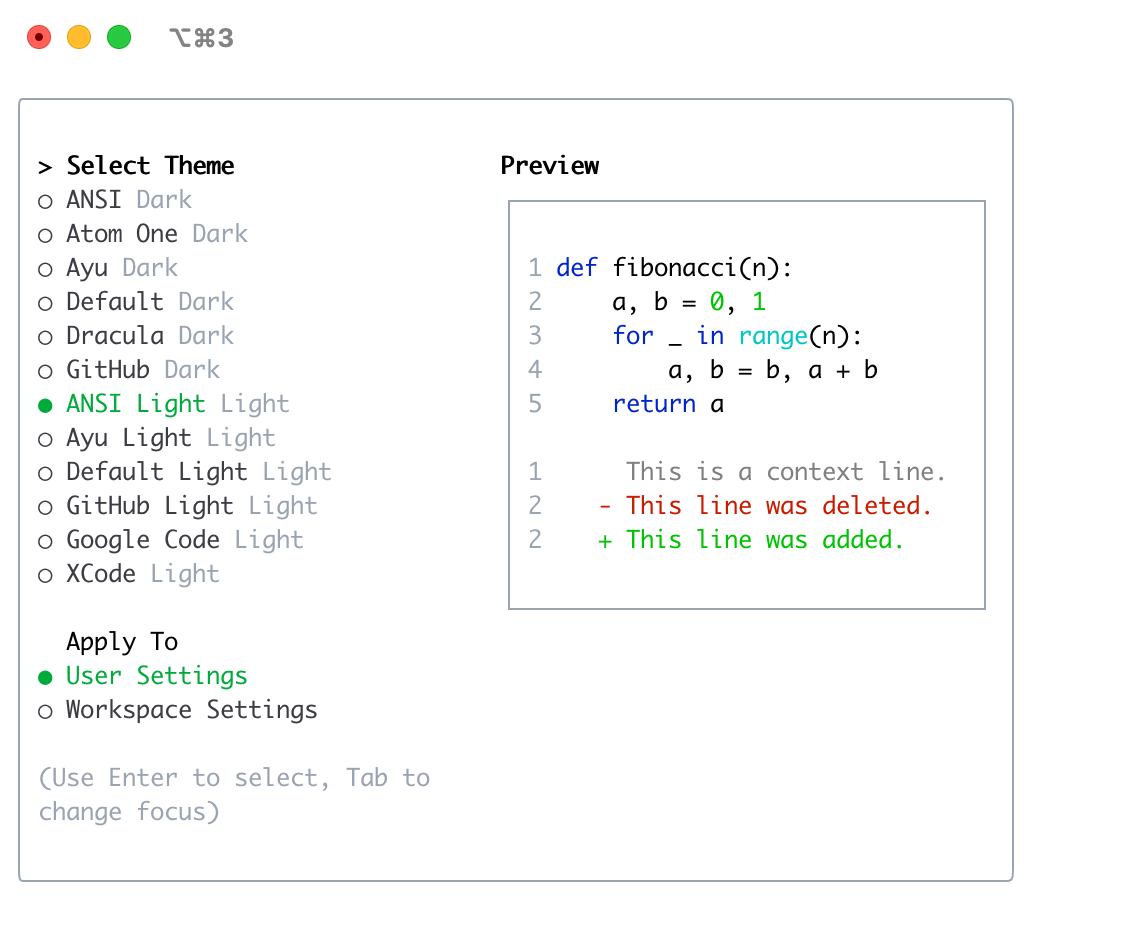 ⌥⌘3
> Select Theme
○ ANSI Dark
○ Atom One Dark
○ Ayu Dark
○ Default Dark
○ Dracula Dark
○ GitHub Dark
● ANSI Light Light
○ Ayu Light Light
○ Default Light Light
○ GitHub Light Light
○ Google Code Light
○ XCode Light
Apply To
● User Settings
○ Workspace Settings
(Use Enter to select, Tab to
change focus)
Preview
1 def fibonacci(n):
2     a, b = 0, 1
3     for _ in range(n):
4         a, b = b, a + b
5     return a
1      This is a context line.
2    - This line was deleted.
2    + This line was added.